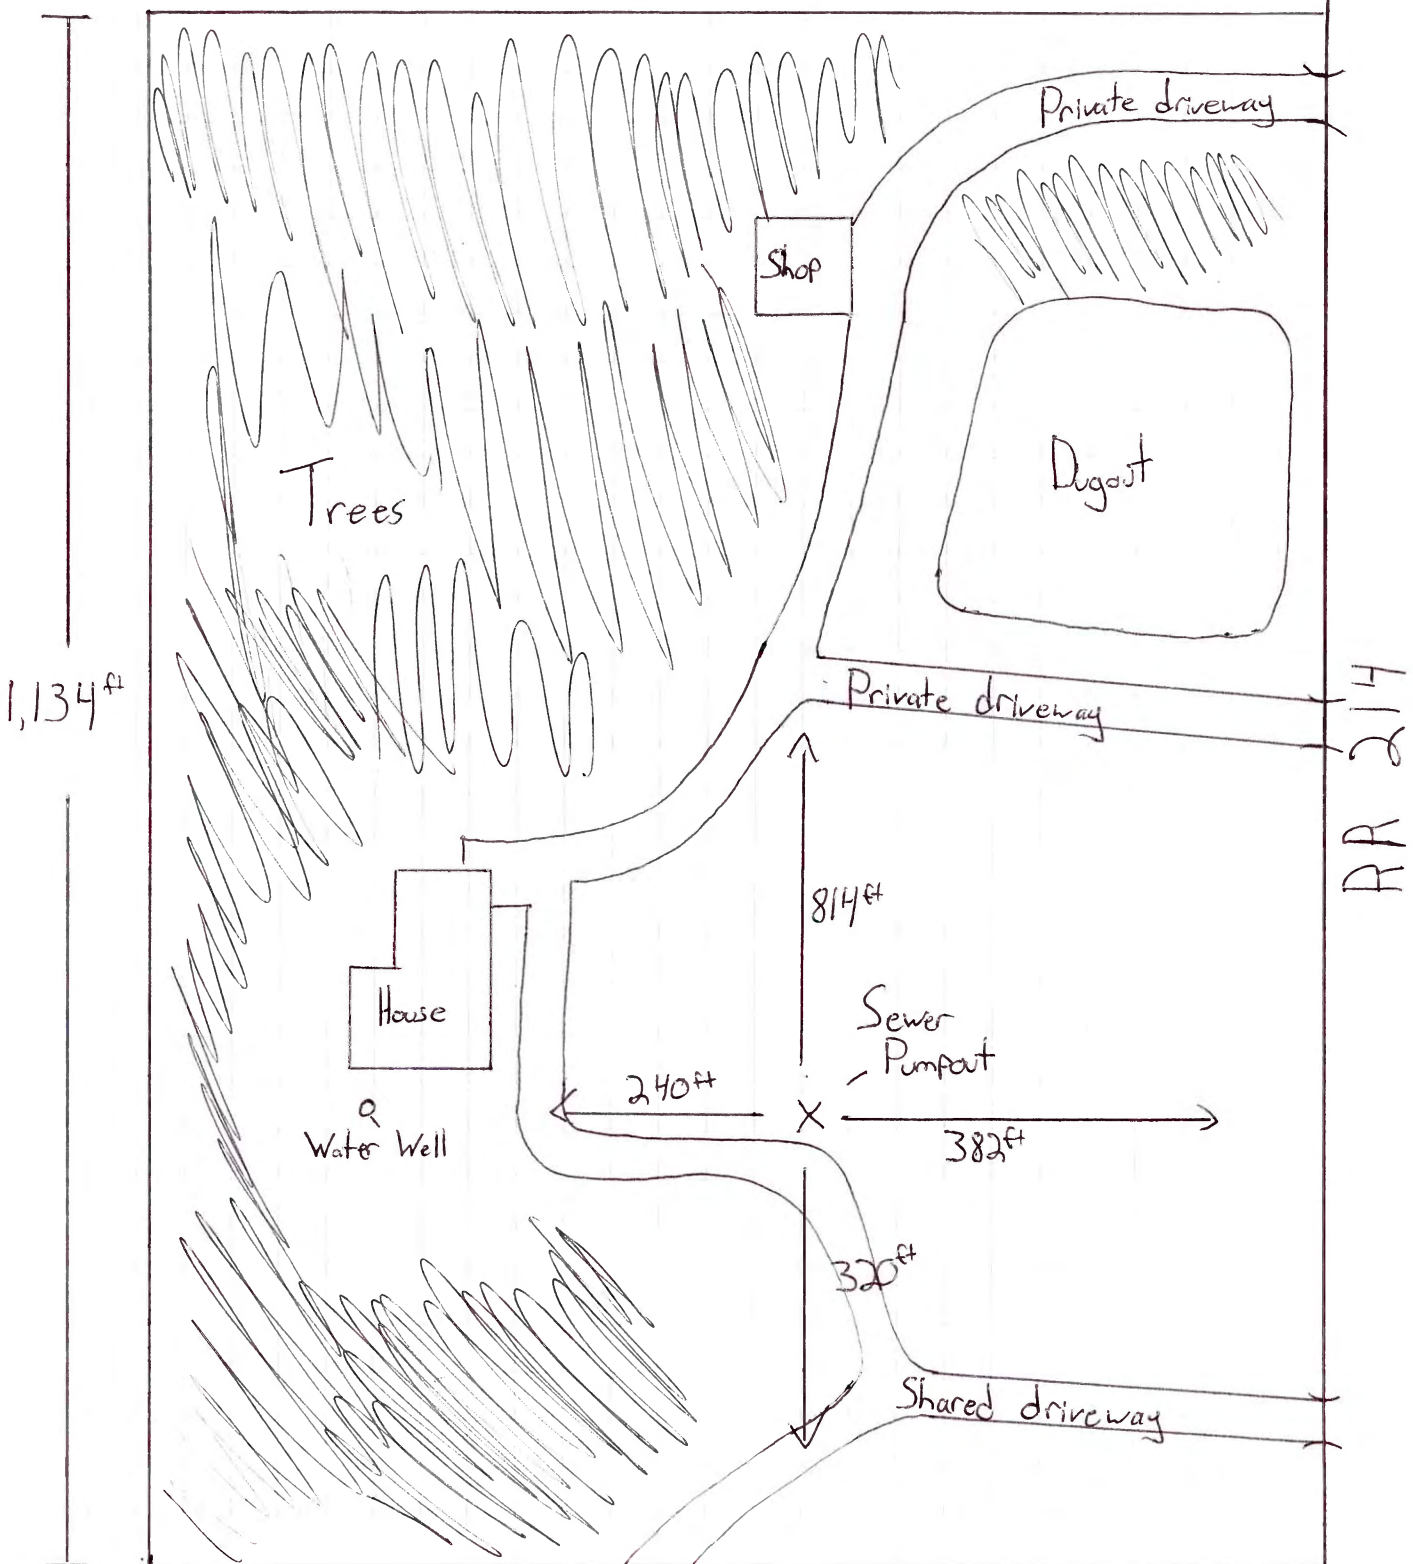 Private driveway
Shop
Dugout
Trees
1,134ft
Private driveway
RR 214
814ft
House
Sewer
Pumpout
240ft
X
382ft
Water Well
320ft
Shared driveway